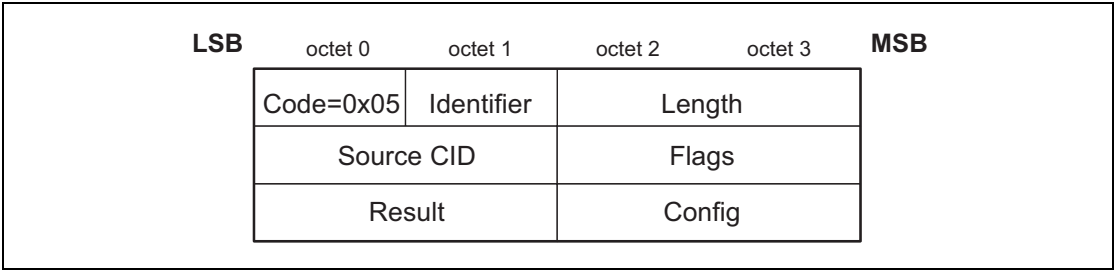 LSB octet 0 octet 1 octet 2 octet 3 MSB
Code=0x05 Identifier Length
Source CID Flags
Result Config